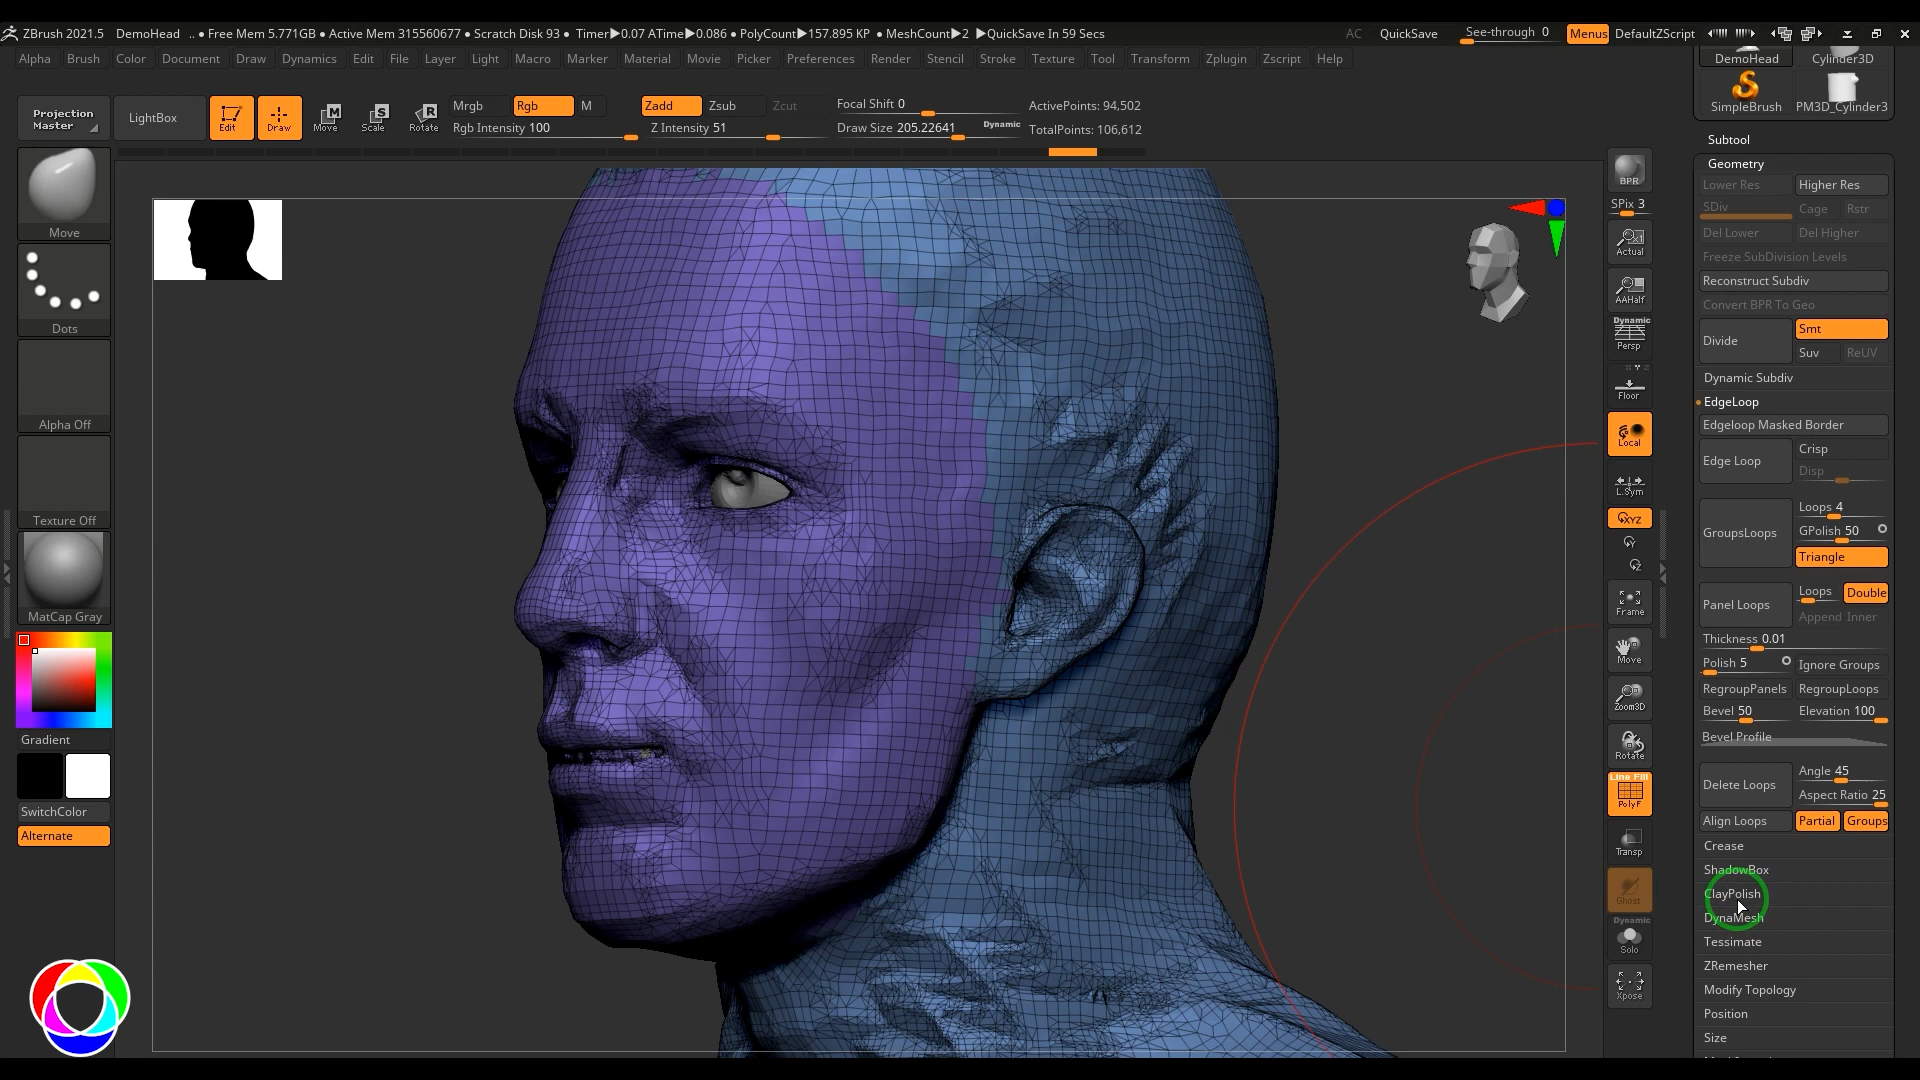 ZBrush 2021.5 DemoHead .. ● Free Mem 5.771GB ● Active Mem 315560677 ● Scratch Disk 93 ● Timer▶0.07 ATime▶0.086 ● PolyCount▶157.895 KP ● MeshCount▶2 ▶QuickSave In 59 Secs AC QuickSave See-through 0 Menus DefaultZScript
Alpha Brush Color Document Draw Dynamics Edit File Layer Light Macro Marker Material Movie Picker Preferences Render Stencil Stroke Texture Tool Transform Zplugin Zscript Help
DemoHead Cylinder3D
SimpleBrush PM3D_Cylinder3
Projection Master
LightBox
Edit Draw Move Scale Rotate
Mrgb Rgb M Zadd Zsub Zcut
Rgb Intensity 100 Z Intensity 51
Focal Shift 0
Draw Size 205.22641 Dynamic
ActivePoints: 94,502
TotalPoints: 106,612
Move
Dots
Alpha Off
Texture Off
MatCap Gray
Gradient
SwitchColor
Alternate
BPR
SPix 3
Actual
AAHalf
Dynamic
Persp
Floor
Local
L.Sym
XYZ
Y
Z
Frame
Move
Zoom3D
Rotate
Line Fill
PolyF
Transp
Ghost
Dynamic
Solo
Xpose
Subtool
Geometry
Lower Res Higher Res
SDiv Cage Rstr
Del Lower Del Higher
Freeze SubDivision Levels
Reconstruct Subdiv
Convert BPR To Geo
Divide Smt
Suv ReUV
Dynamic Subdiv
EdgeLoop
Edgeloop Masked Border
Edge Loop Crisp
Disp
GroupsLoops Loops 4
GPolish 50
Triangle
Panel Loops Loops Double
Append Inner
Thickness 0.01
Polish 5 Ignore Groups
RegroupPanels RegroupLoops
Bevel 50 Elevation 100
Bevel Profile
Delete Loops Angle 45
Aspect Ratio 25
Align Loops Partial Groups
Crease
ShadowBox
ClayPolish
DynaMesh
Tessimate
ZRemesher
Modify Topology
Position
Size